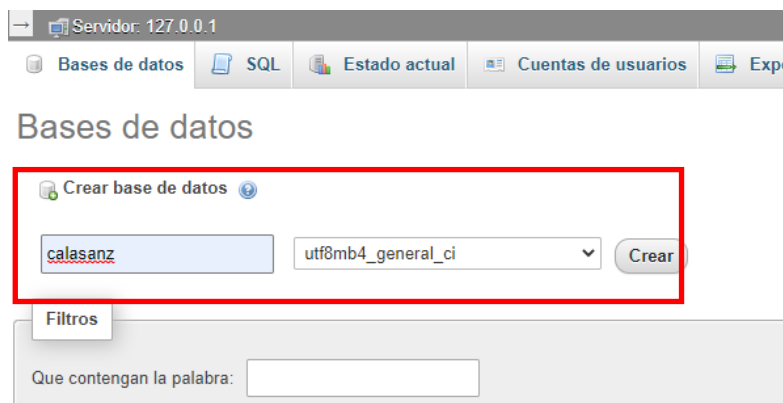 Servidor: 127.0.0.1
Bases de datos SQL Estado actual Cuentas de usuarios Expo
Bases de datos
Crear base de datos
calasanz utf8mb4_general_ci Crear
Filtros
Que contengan la palabra: